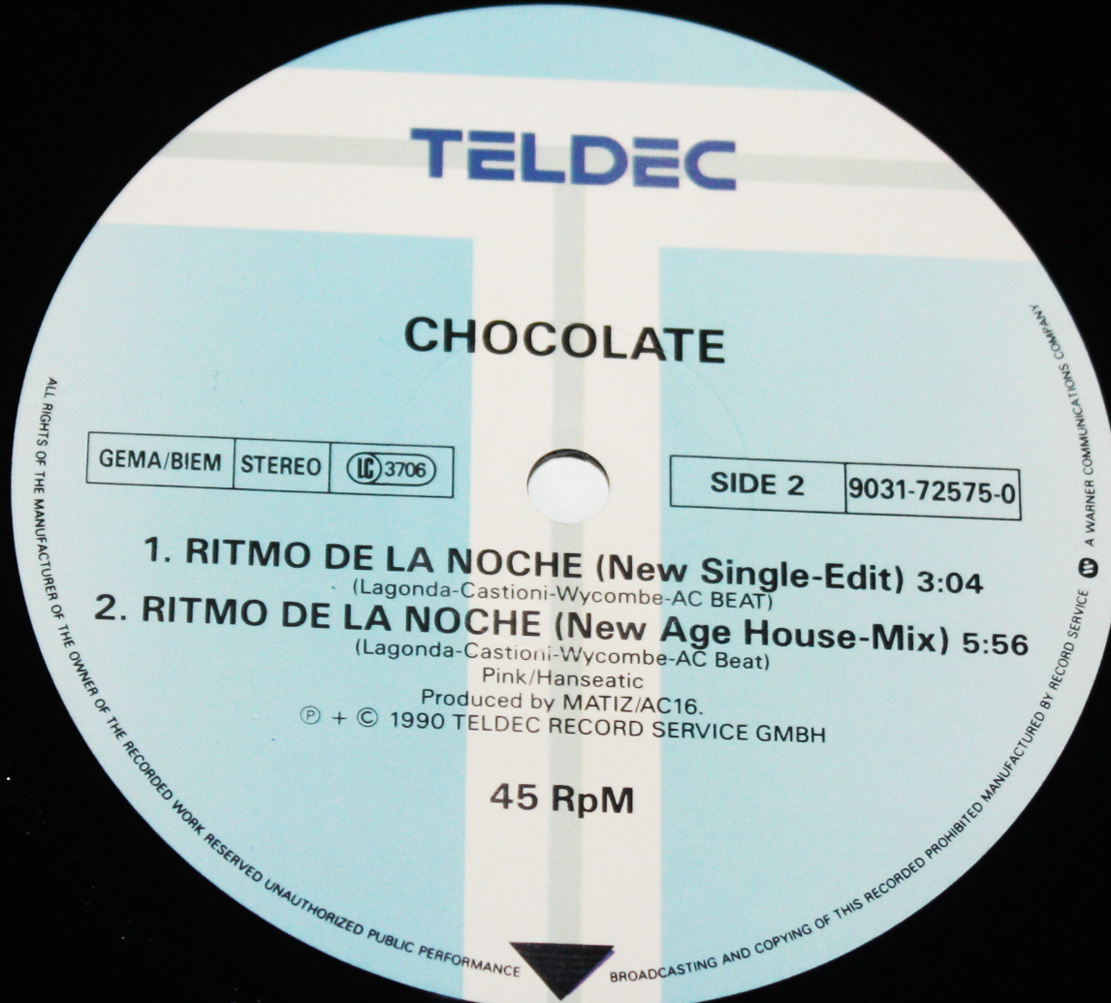 TELDEC
CHOCOLATE
GEMA/BIEM STEREO LC 3706
SIDE 2 9031-72575-0
1. RITMO DE LA NOCHE (New Single-Edit) 3:04
(Lagonda-Castioni-Wycombe-AC BEAT)
2. RITMO DE LA NOCHE (New Age House-Mix) 5:56
(Lagonda-Castioni-Wycombe-AC Beat)
Pink/Hanseatic
Produced by MATIZ/AC16.
℗ + © 1990 TELDEC RECORD SERVICE GMBH
45 RpM
ALL RIGHTS OF THE MANUFACTURER OF THE OWNER OF THE RECORDED WORK RESERVED UNAUTHORIZED PUBLIC PERFORMANCE BROADCASTING AND COPYING OF THIS RECORDED PROHIBITED MANUFACTURED BY RECORD SERVICE W A WARNER COMMUNICATIONS COMPANY